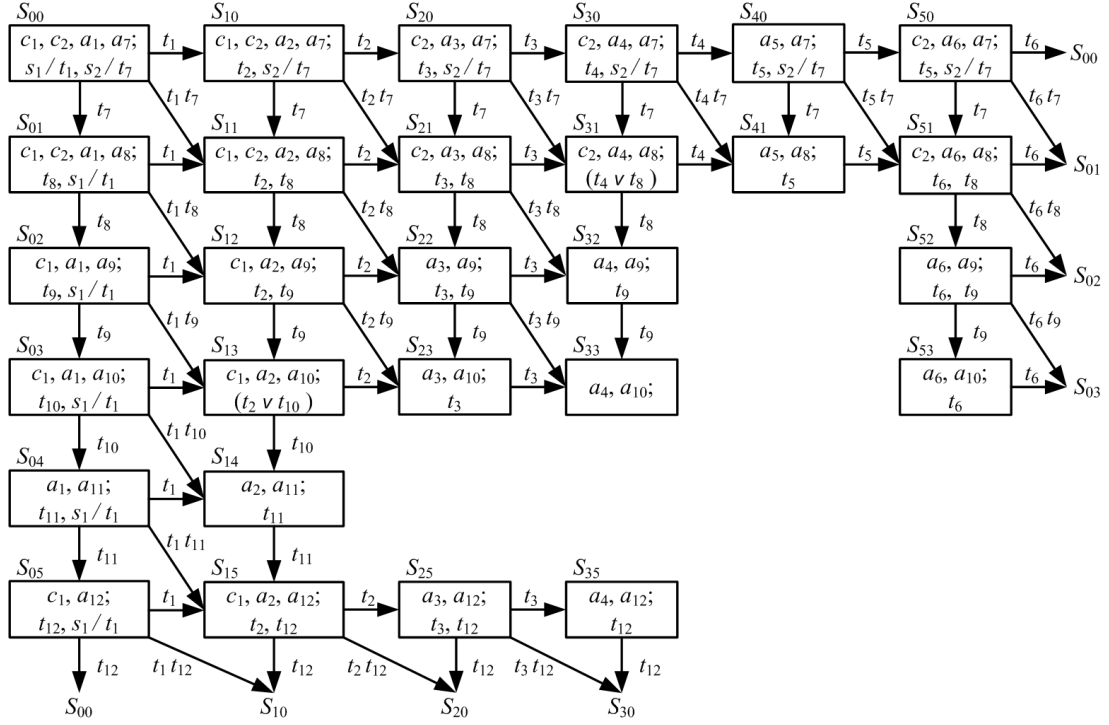 S00 S10 S20 S30 S40 S50
c1, c2, a1, a7; t1 c1, c2, a2, a7; t2 c2, a3, a7; t3 c2, a4, a7; t4 a5, a7; t5 c2, a6, a7; t6 S00
s1/t1, s2/t7 t2, s2/t7 t3, s2/t7 t4, s2/t7 t5, s2/t7 t5, s2/t7
t7 t1 t7 t7 t2 t7 t7 t3 t7 t7 t4 t7 t7 t5 t7 t7 t6 t7
S01 S11 S21 S31 S41 S51
c1, c2, a1, a8; t1 c1, c2, a2, a8; t2 c2, a3, a8; t3 c2, a4, a8; t4 a5, a8; t5 c2, a6, a8; t6 S01
t8, s1/t1 t2, t8 t3, t8 (t4 v t8) t5 t6, t8
t8 t1 t8 t8 t2 t8 t8 t3 t8 t8 t8 t6 t8
S02 S12 S22 S32 S52
c1, a1, a9; t1 c1, a2, a9; t2 a3, a9; t3 a4, a9; a6, a9; t6 S02
t9, s1/t1 t2, t9 t3, t9 t9 t6, t9
t9 t1 t9 t9 t2 t9 t9 t3 t9 t9 t9 t6 t9
S03 S13 S23 S33 S53
c1, a1, a10; t1 c1, a2, a10; t2 a3, a10; t3 a4, a10; a6, a10; t6 S03
t10, s1/t1 (t2 v t10) t3 t6
t10 t1 t10 t10
S04 S14
a1, a11; t1 a2, a11;
t11, s1/t1 t11
t11 t1 t11 t11
S05 S15 S25 S35
c1, a12; t1 c1, a2, a12; t2 a3, a12; t3 a4, a12;
t12, s1/t1 t2, t12 t3, t12 t12
t12 t1 t12 t12 t2 t12 t12 t3 t12 t12
S00 S10 S20 S30